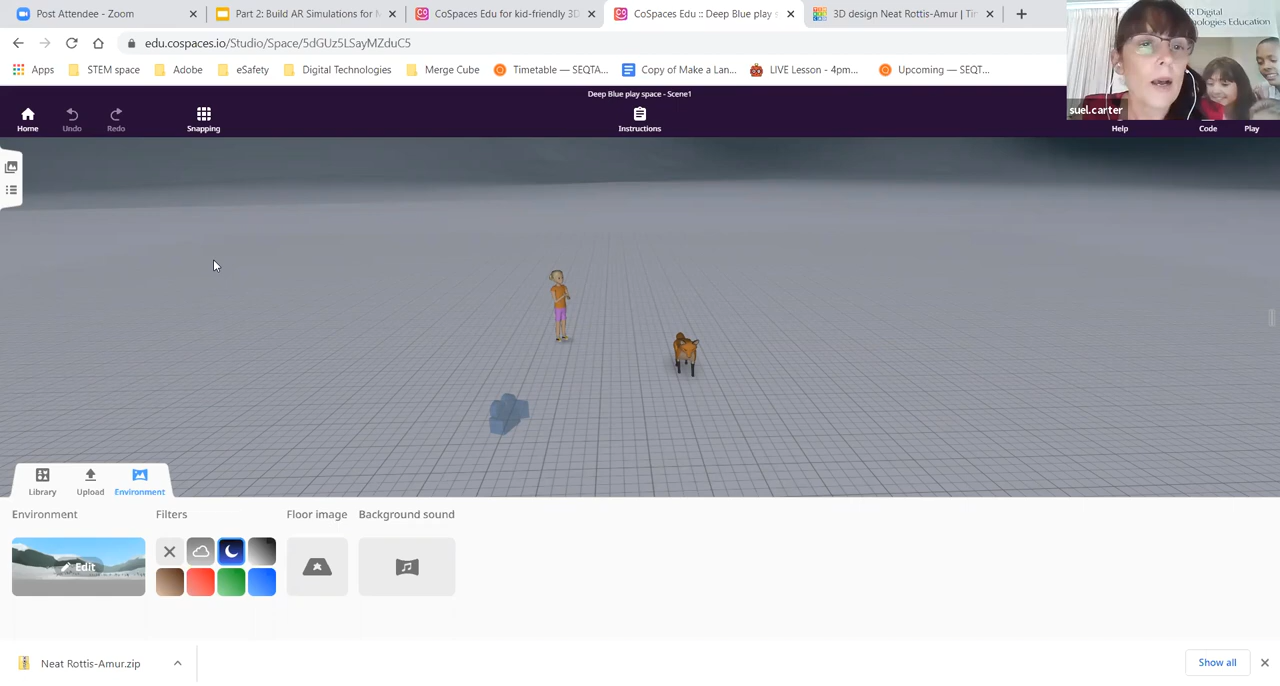 Post Attendee - Zoom
Part 2: Build AR Simulations for
CoSpaces Edu for kid-friendly 3D
CoSpaces Edu :: Deep Blue play
3D design Neat Rottis-Amur | Tin
edu.cospaces.io/Studio/Space/5dGUz5LSayMZduC5
Apps
STEM space
Adobe
eSafety
Digital Technologies
Merge Cube
Timetable — SEQTA...
Copy of Make a Lan...
LIVE Lesson - 4pm...
Upcoming — SEQT...
Digital
Education
suel.carter
Deep Blue play space - Scene1
Home
Undo
Redo
Snapping
Instructions
Help
Code
Play
Library
Upload
Environment
Environment
Filters
Floor image
Background sound
Edit
Neat Rottis-Amur.zip
Show all